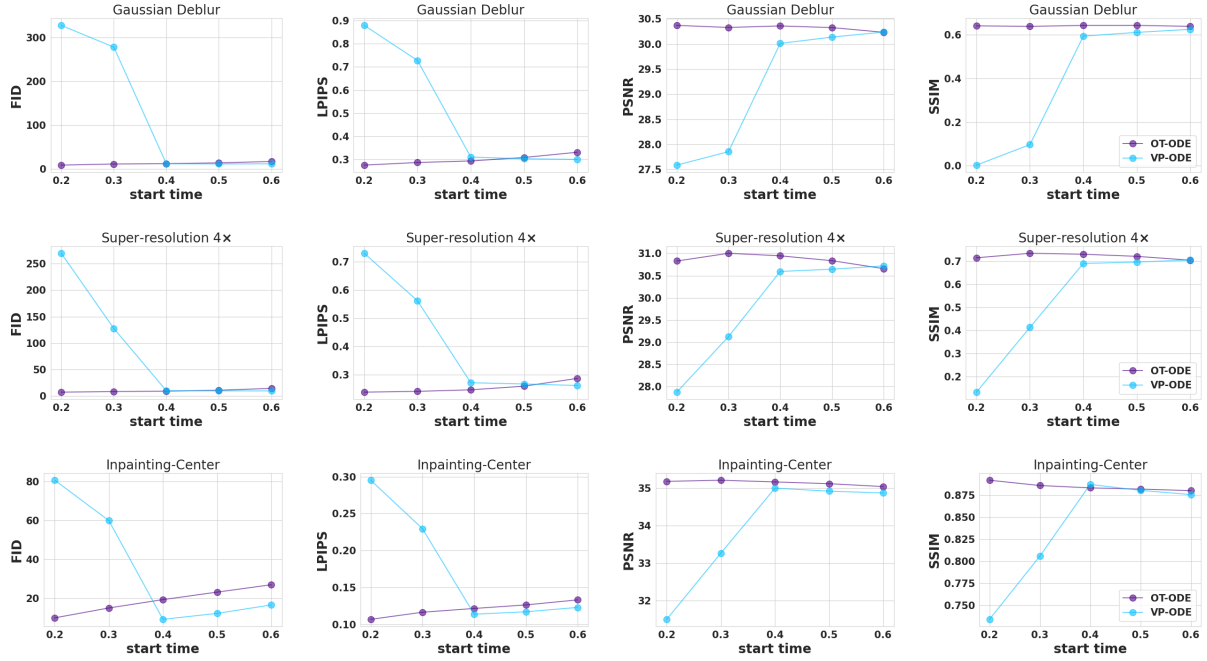 Gaussian Deblur
FID
300
200
100
0
0.2 0.3 0.4 0.5 0.6
start time
Gaussian Deblur
LPIPS
0.9
0.8
0.7
0.6
0.5
0.4
0.3
0.2 0.3 0.4 0.5 0.6
start time
Gaussian Deblur
PSNR
30.5
30.0
29.5
29.0
28.5
28.0
27.5
0.2 0.3 0.4 0.5 0.6
start time
Gaussian Deblur
SSIM
0.6
0.4
0.2
0.0
OT-ODE
VP-ODE
0.2 0.3 0.4 0.5 0.6
start time
Super-resolution 4×
FID
250
200
150
100
50
0
0.2 0.3 0.4 0.5 0.6
start time
Super-resolution 4×
LPIPS
0.7
0.6
0.5
0.4
0.3
0.2 0.3 0.4 0.5 0.6
start time
Super-resolution 4×
PSNR
31.0
30.5
30.0
29.5
29.0
28.5
28.0
0.2 0.3 0.4 0.5 0.6
start time
Super-resolution 4×
SSIM
0.7
0.6
0.5
0.4
0.3
0.2
OT-ODE
VP-ODE
0.2 0.3 0.4 0.5 0.6
start time
Inpainting-Center
FID
80
60
40
20
0.2 0.3 0.4 0.5 0.6
start time
Inpainting-Center
LPIPS
0.30
0.25
0.20
0.15
0.10
0.2 0.3 0.4 0.5 0.6
start time
Inpainting-Center
PSNR
35
34
33
32
0.2 0.3 0.4 0.5 0.6
start time
Inpainting-Center
SSIM
0.875
0.850
0.825
0.800
0.775
0.750
OT-ODE
VP-ODE
0.2 0.3 0.4 0.5 0.6
start time